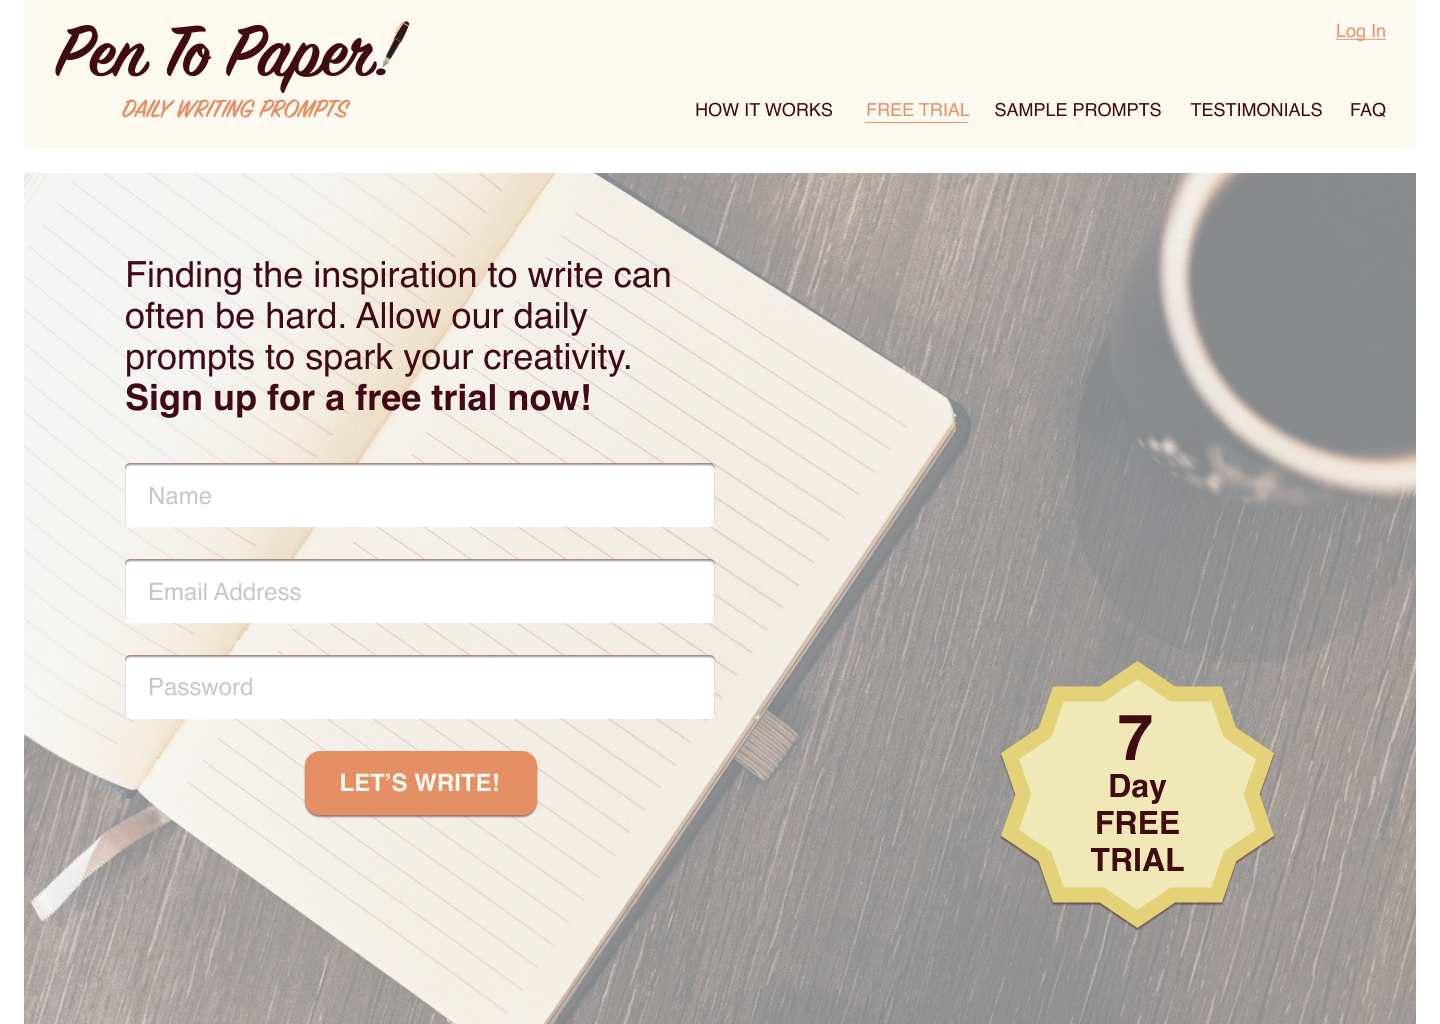 Pen To Paper!
DAILY WRITING PROMPTS
Log In
HOW IT WORKS
FREE TRIAL
SAMPLE PROMPTS
TESTIMONIALS
FAQ
Finding the inspiration to write can
often be hard. Allow our daily
prompts to spark your creativity.
Sign up for a free trial now!
Name
Email Address
Password
LET’S WRITE!
7
Day
FREE
TRIAL